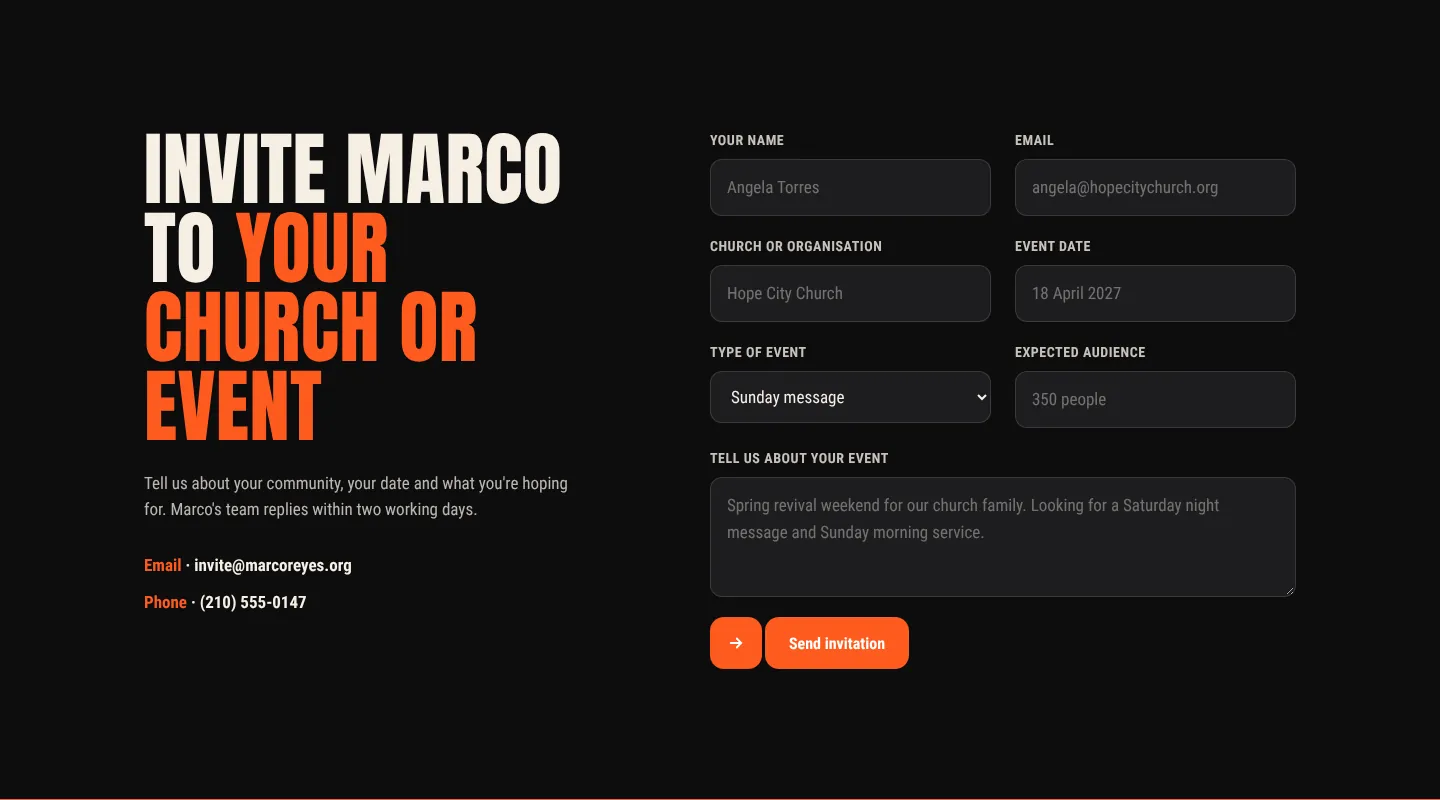 INVITE MARCO
TO YOUR
CHURCH OR
EVENT
Tell us about your community, your date and what you're hoping
for. Marco's team replies within two working days.
Email · invite@marcoreyes.org
Phone · (210) 555-0147
YOUR NAME
Angela Torres
EMAIL
angela@hopecitychurch.org
CHURCH OR ORGANISATION
Hope City Church
EVENT DATE
18 April 2027
TYPE OF EVENT
Sunday message
EXPECTED AUDIENCE
350 people
TELL US ABOUT YOUR EVENT
Spring revival weekend for our church family. Looking for a Saturday night
message and Sunday morning service.
→ Send invitation